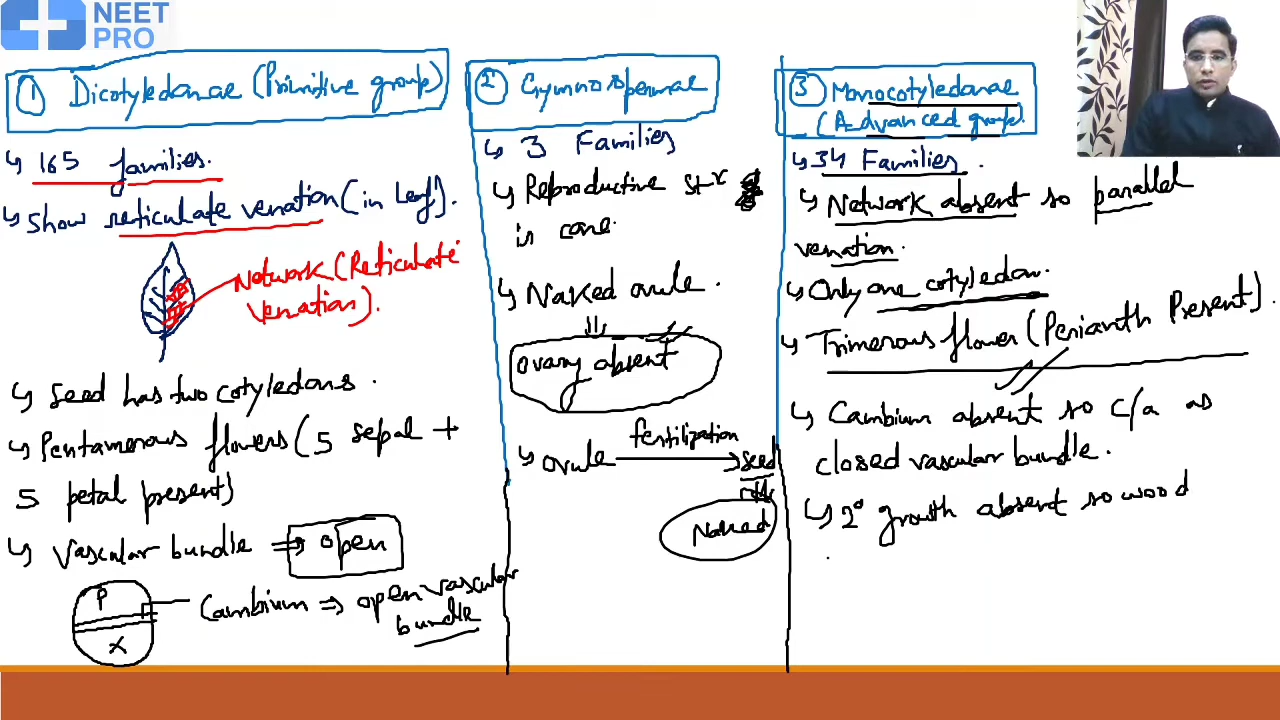 NEET
PRO
① Dicotyledonae (Primitive group)
↳ 165 families.
↳ Show reticulate venation (in leaf).
Network (Reticulate
venation).
↳ Seed has two cotyledons.
↳ Pentamerous flowers (5 sepal +
5 petal present)
↳ Vascular bundle ⇒ open
P
X
Cambium ⇒ open vascular
bundle
② Gymnospermae
↳ 3 Families
↳ Reproductive str
is cone.
↳ Naked ovule.
ovary absent
↳ ovule fertilization seed
Naked
③ Monocotyledonae
(Advanced group).
↳ 34 Families.
↳ Network absent so parallel
venation.
↳ Only one cotyledon.
↳ Trimerous flower (Perianth Present).
↳ Cambium absent so c/a as
closed vascular bundle.
↳ 2° growth absent so wood